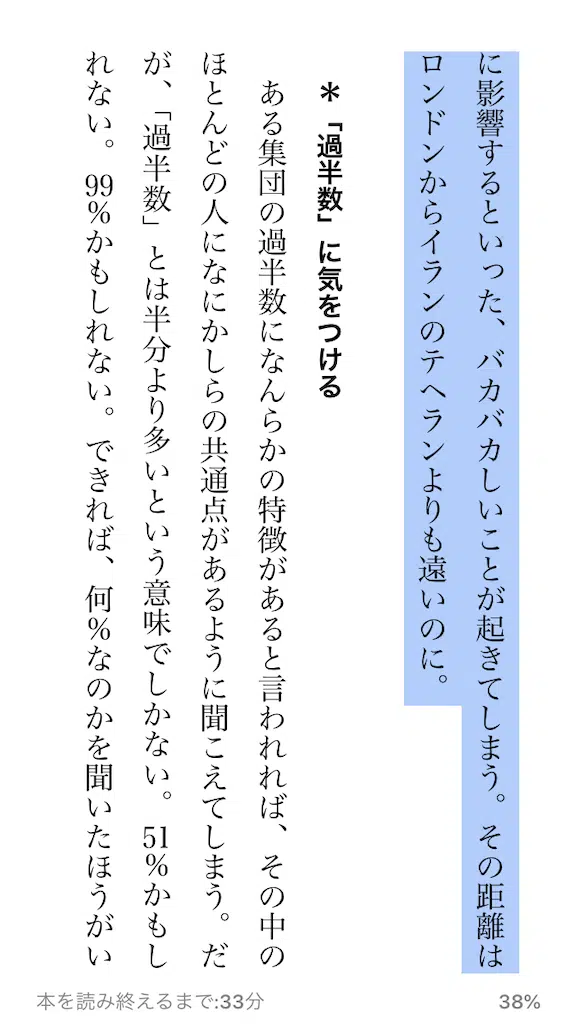 に影響するといった、バカバカしいことが起きてしまう。その距離は
ロンドンからイランのテヘランよりも遠いのに。
＊「過半数」に気をつける
ある集団の過半数になんらかの特徴があると言われれば、その中の
ほとんどの人になにかしらの共通点があるように聞こえてしまう。だ
が、「過半数」とは半分より多いという意味でしかない。51％かもし
れない。99％かもしれない。できれば、何％なのかを聞いたほうがい
本を読み終えるまで:33分
38%